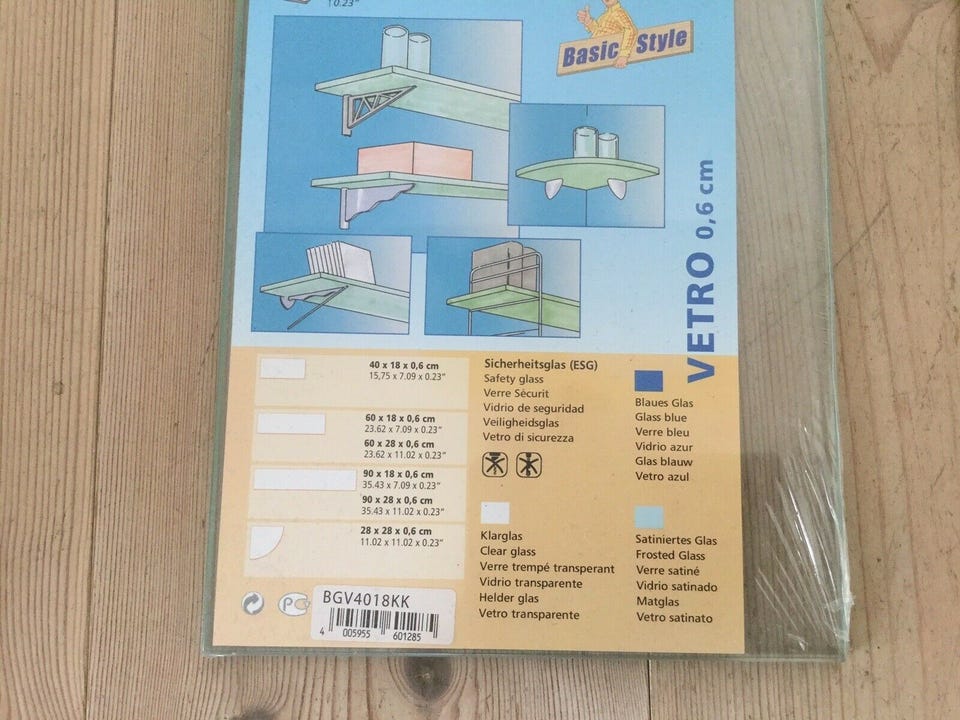 10.23"
Basic Style
VETRO 0,6 cm
40 x 18 x 0,6 cm
15,75 x 7.09 x 0.23"
60 x 18 x 0,6 cm
23.62 x 7.09 x 0.23"
60 x 28 x 0,6 cm
23.62 x 11.02 x 0.23"
90 x 18 x 0,6 cm
35.43 x 7.09 x 0.23"
90 x 28 x 0,6 cm
35.43 x 11.02 x 0.23"
28 x 28 x 0,6 cm
11.02 x 11.02 x 0.23"
Sicherheitsglas (ESG)
Safety glass
Verre Sécurit
Vidrio de seguridad
Veiligheidsglas
Vetro di sicurezza
Blaues Glas
Glass blue
Verre bleu
Vidrio azur
Glas blauw
Vetro azul
Klarglas
Clear glass
Verre trempé transperant
Vidrio transparente
Helder glas
Vetro transparente
Satiniertes Glas
Frosted Glass
Verre satiné
Vidrio satinado
Matglas
Vetro satinato
BGV4018KK
4 005955 601285